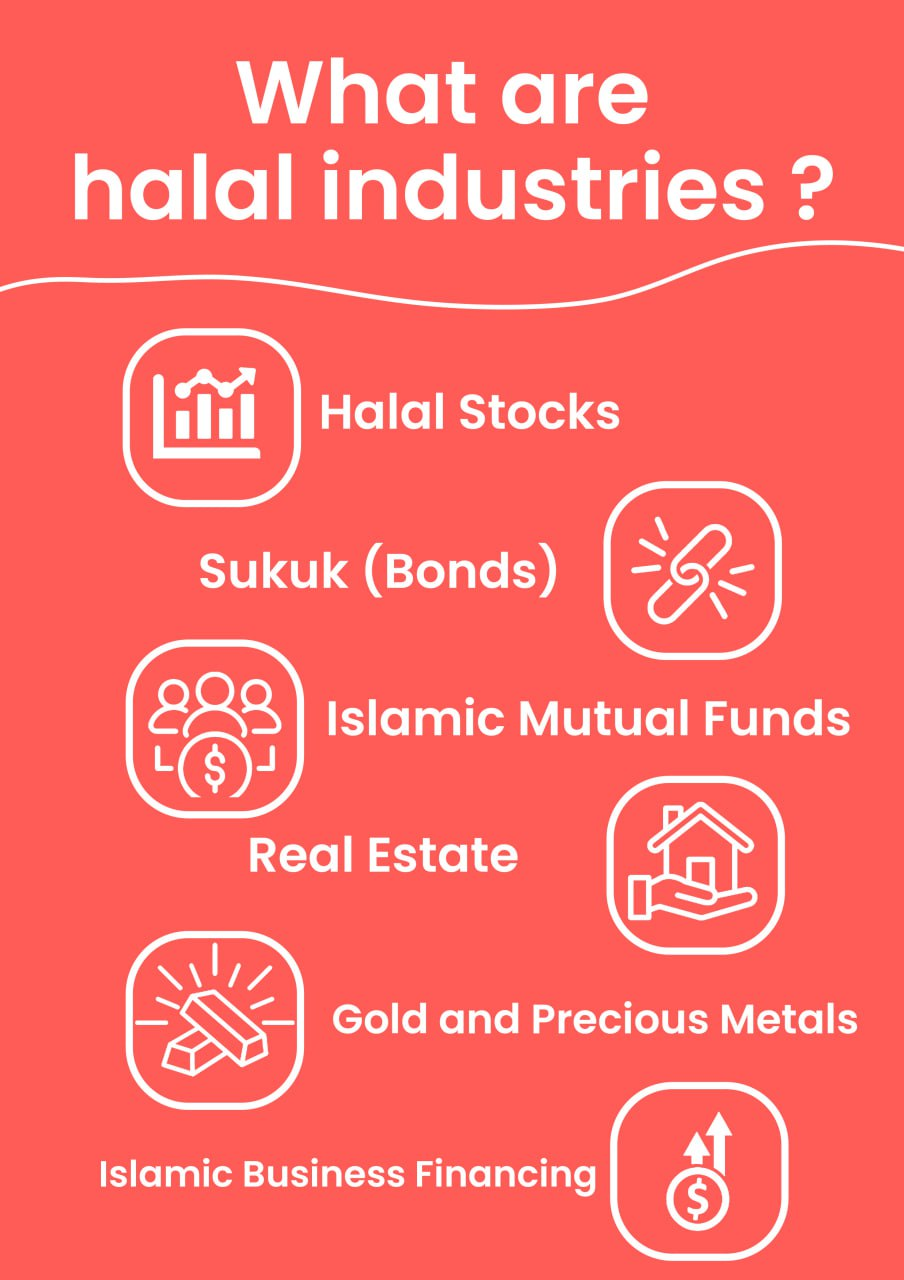 What are
halal industries ?
Halal Stocks
Sukuk (Bonds)
Islamic Mutual Funds
$
Real Estate
Gold and Precious Metals
Islamic Business Financing
$